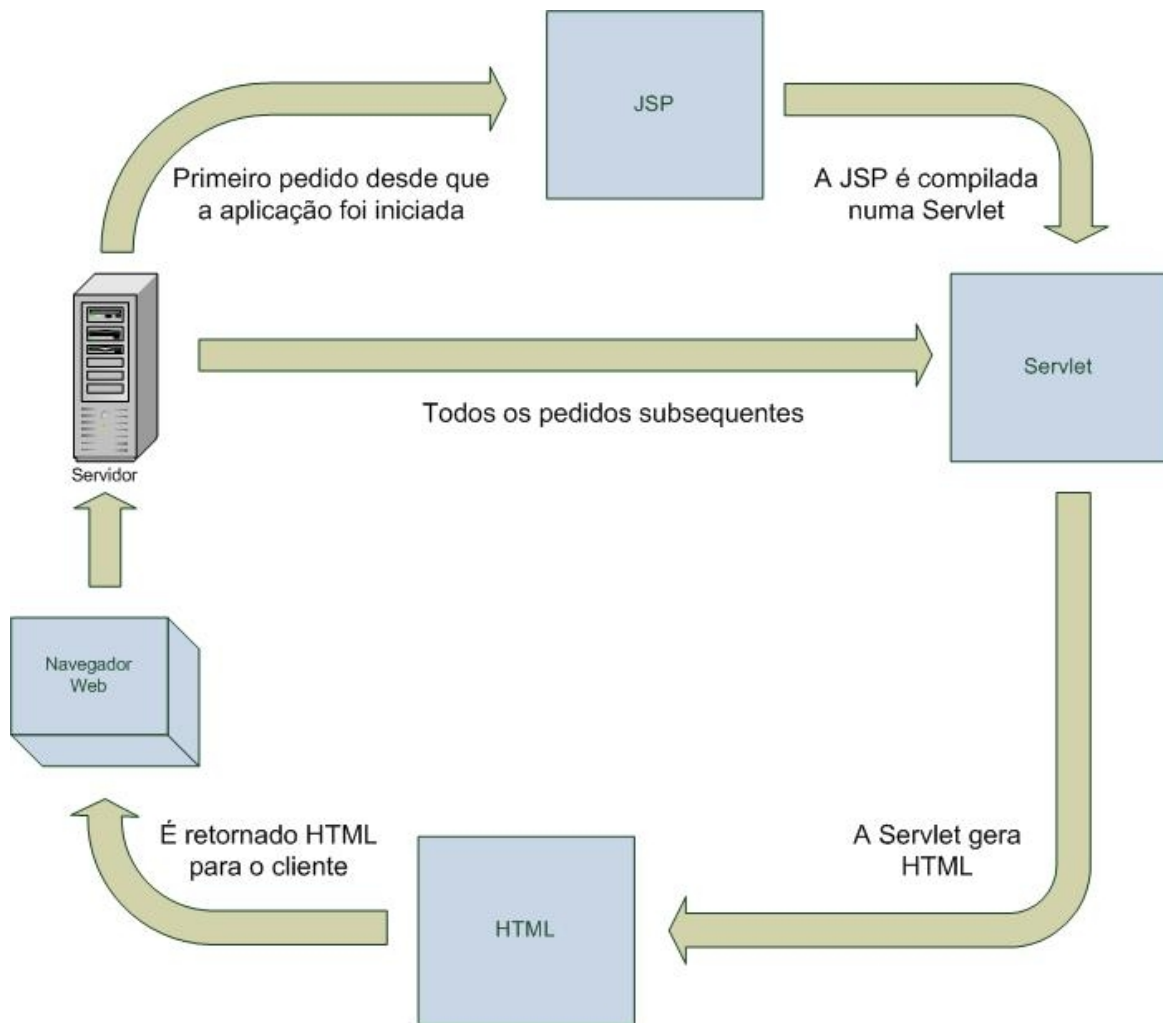 JSP
Primeiro pedido desde que
a aplicação foi iniciada
A JSP é compilada
numa Servlet
Servlet
Todos os pedidos subsequentes
Servidor
Navegador
Web
É retornado HTML
para o cliente
A Servlet gera
HTML
HTML